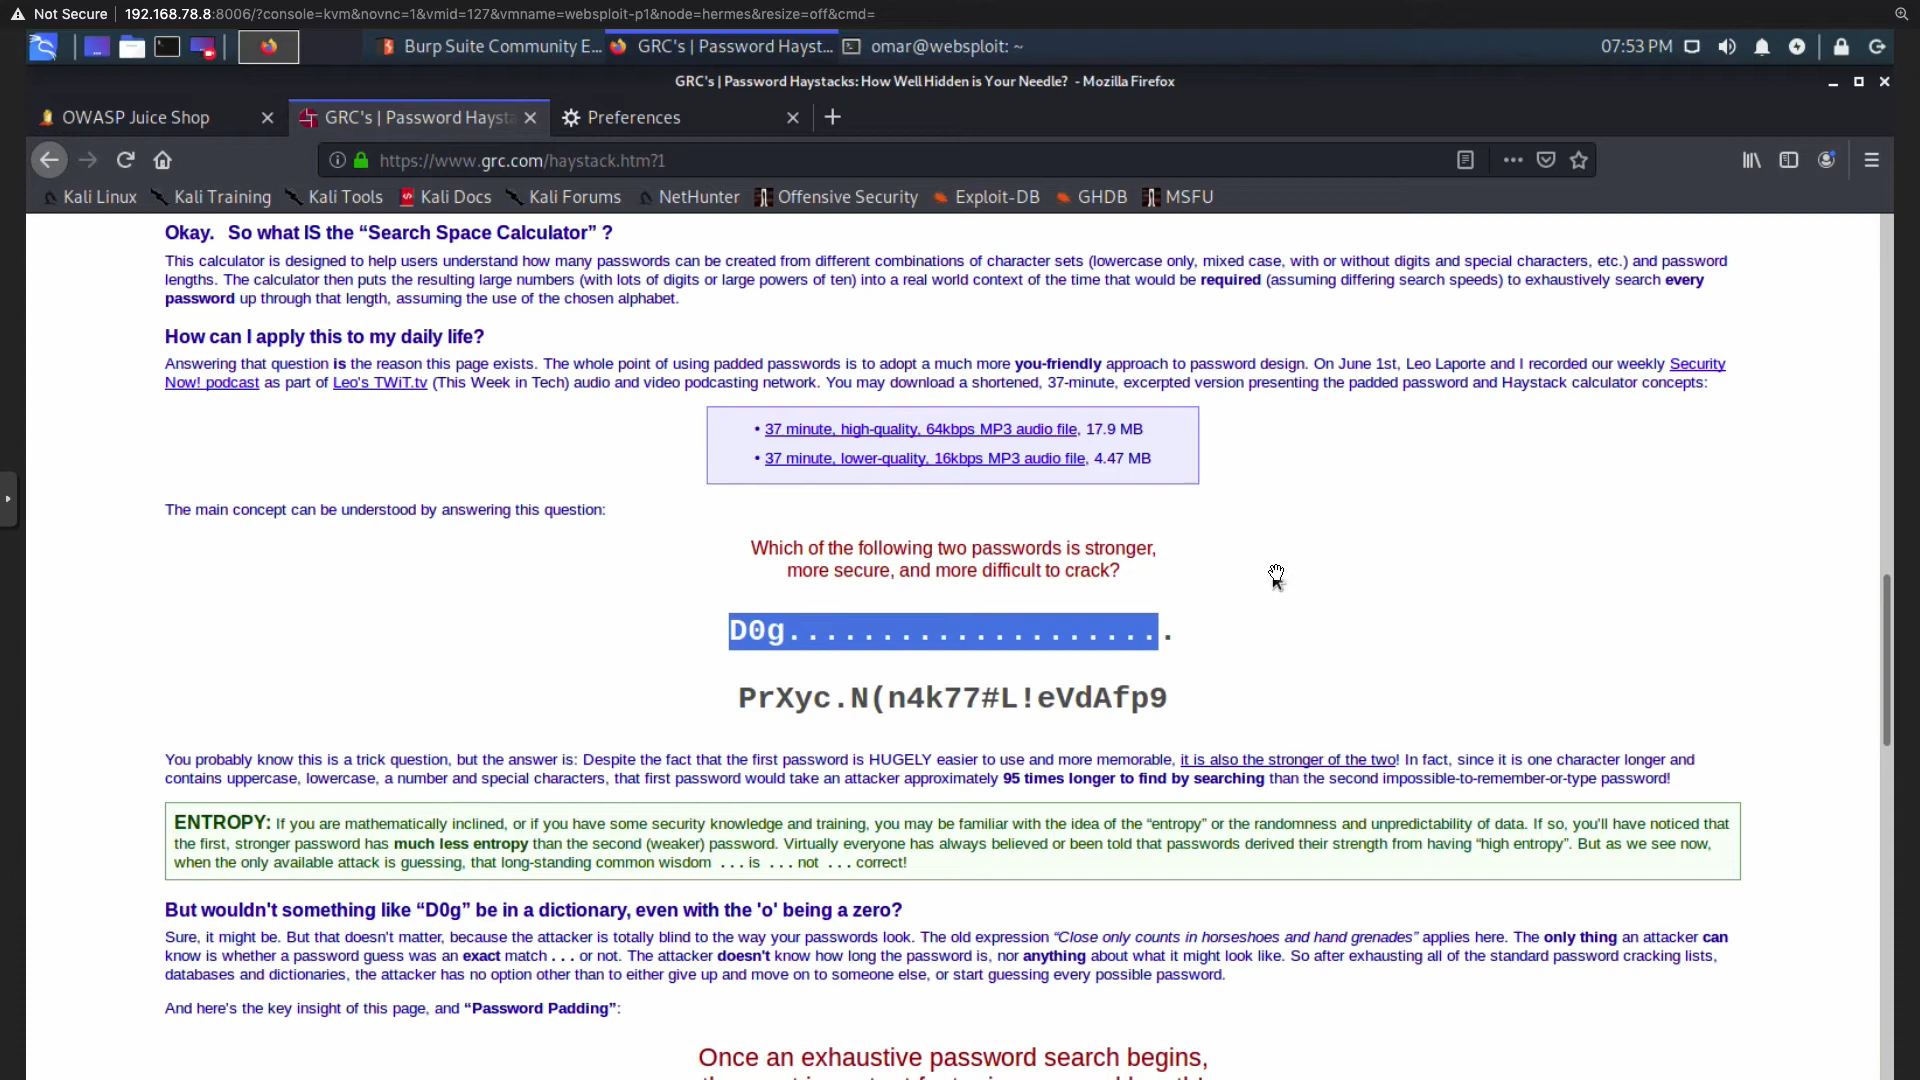 Not Secure | 192.168.78.8:8006/?console=kvm&novnc=1&vmid=127&vmname=websploit-p1&node=hermes&resize=off&cmd=
Burp Suite Community E... GRC's | Password Hayst... omar@websploit: ~ 07:53 PM
GRC's | Password Haystacks: How Well Hidden is Your Needle? - Mozilla Firefox
OWASP Juice Shop GRC's | Password Haysta Preferences
https://www.grc.com/haystack.htm?1
Kali Linux Kali Training Kali Tools Kali Docs Kali Forums NetHunter Offensive Security Exploit-DB GHDB MSFU
Okay. So what IS the “Search Space Calculator” ?
This calculator is designed to help users understand how many passwords can be created from different combinations of character sets (lowercase only, mixed case, with or without digits and special characters, etc.) and password
lengths. The calculator then puts the resulting large numbers (with lots of digits or large powers of ten) into a real world context of the time that would be required (assuming differing search speeds) to exhaustively search every
password up through that length, assuming the use of the chosen alphabet.
How can I apply this to my daily life?
Answering that question is the reason this page exists. The whole point of using padded passwords is to adopt a much more you-friendly approach to password design. On June 1st, Leo Laporte and I recorded our weekly Security
Now! podcast as part of Leo's TWiT.tv (This Week in Tech) audio and video podcasting network. You may download a shortened, 37-minute, excerpted version presenting the padded password and Haystack calculator concepts:
• 37 minute, high-quality, 64kbps MP3 audio file, 17.9 MB
• 37 minute, lower-quality, 16kbps MP3 audio file, 4.47 MB
The main concept can be understood by answering this question:
Which of the following two passwords is stronger,
more secure, and more difficult to crack?
D0g.....................
PrXyc.N(n4k77#L!eVdAfp9
You probably know this is a trick question, but the answer is: Despite the fact that the first password is HUGELY easier to use and more memorable, it is also the stronger of the two! In fact, since it is one character longer and
contains uppercase, lowercase, a number and special characters, that first password would take an attacker approximately 95 times longer to find by searching than the second impossible-to-remember-or-type password!
ENTROPY: If you are mathematically inclined, or if you have some security knowledge and training, you may be familiar with the idea of the “entropy” or the randomness and unpredictability of data. If so, you'll have noticed that
the first, stronger password has much less entropy than the second (weaker) password. Virtually everyone has always believed or been told that passwords derived their strength from having “high entropy”. But as we see now,
when the only available attack is guessing, that long-standing common wisdom . . . is . . . not . . . correct!
But wouldn't something like “D0g” be in a dictionary, even with the 'o' being a zero?
Sure, it might be. But that doesn't matter, because the attacker is totally blind to the way your passwords look. The old expression “Close only counts in horseshoes and hand grenades” applies here. The only thing an attacker can
know is whether a password guess was an exact match . . . or not. The attacker doesn't know how long the password is, nor anything about what it might look like. So after exhausting all of the standard password cracking lists,
databases and dictionaries, the attacker has no option other than to either give up and move on to someone else, or start guessing every possible password.
And here's the key insight of this page, and “Password Padding”:
Once an exhaustive password search begins,